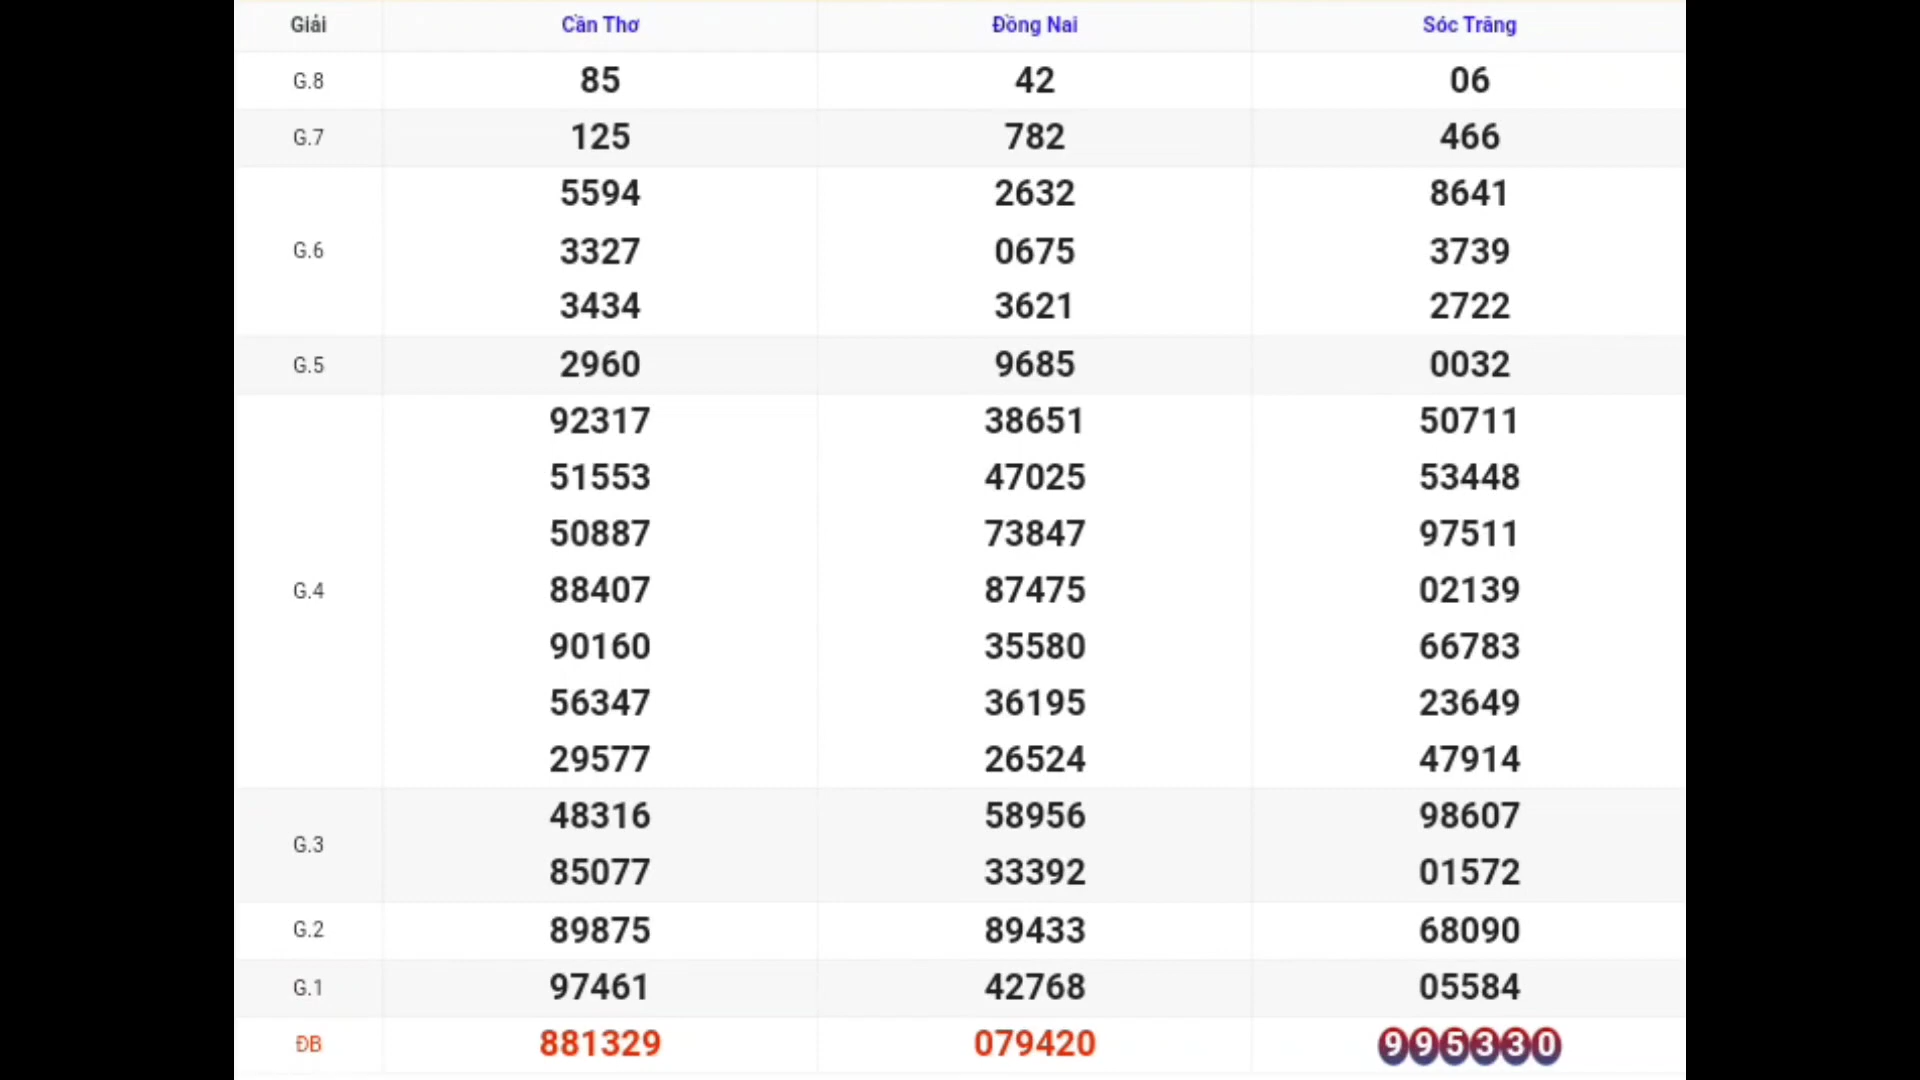 Giải Cần Thơ Đồng Nai Sóc Trăng
G.8 85 42 06
G.7 125 782 466
5594 2632 8641
G.6 3327 0675 3739
3434 3621 2722
G.5 2960 9685 0032
92317 38651 50711
51553 47025 53448
50887 73847 97511
G.4 88407 87475 02139
90160 35580 66783
56347 36195 23649
29577 26524 47914
G.3 48316 58956 98607
85077 33392 01572
G.2 89875 89433 68090
G.1 97461 42768 05584
ĐB 881329 079420 995330